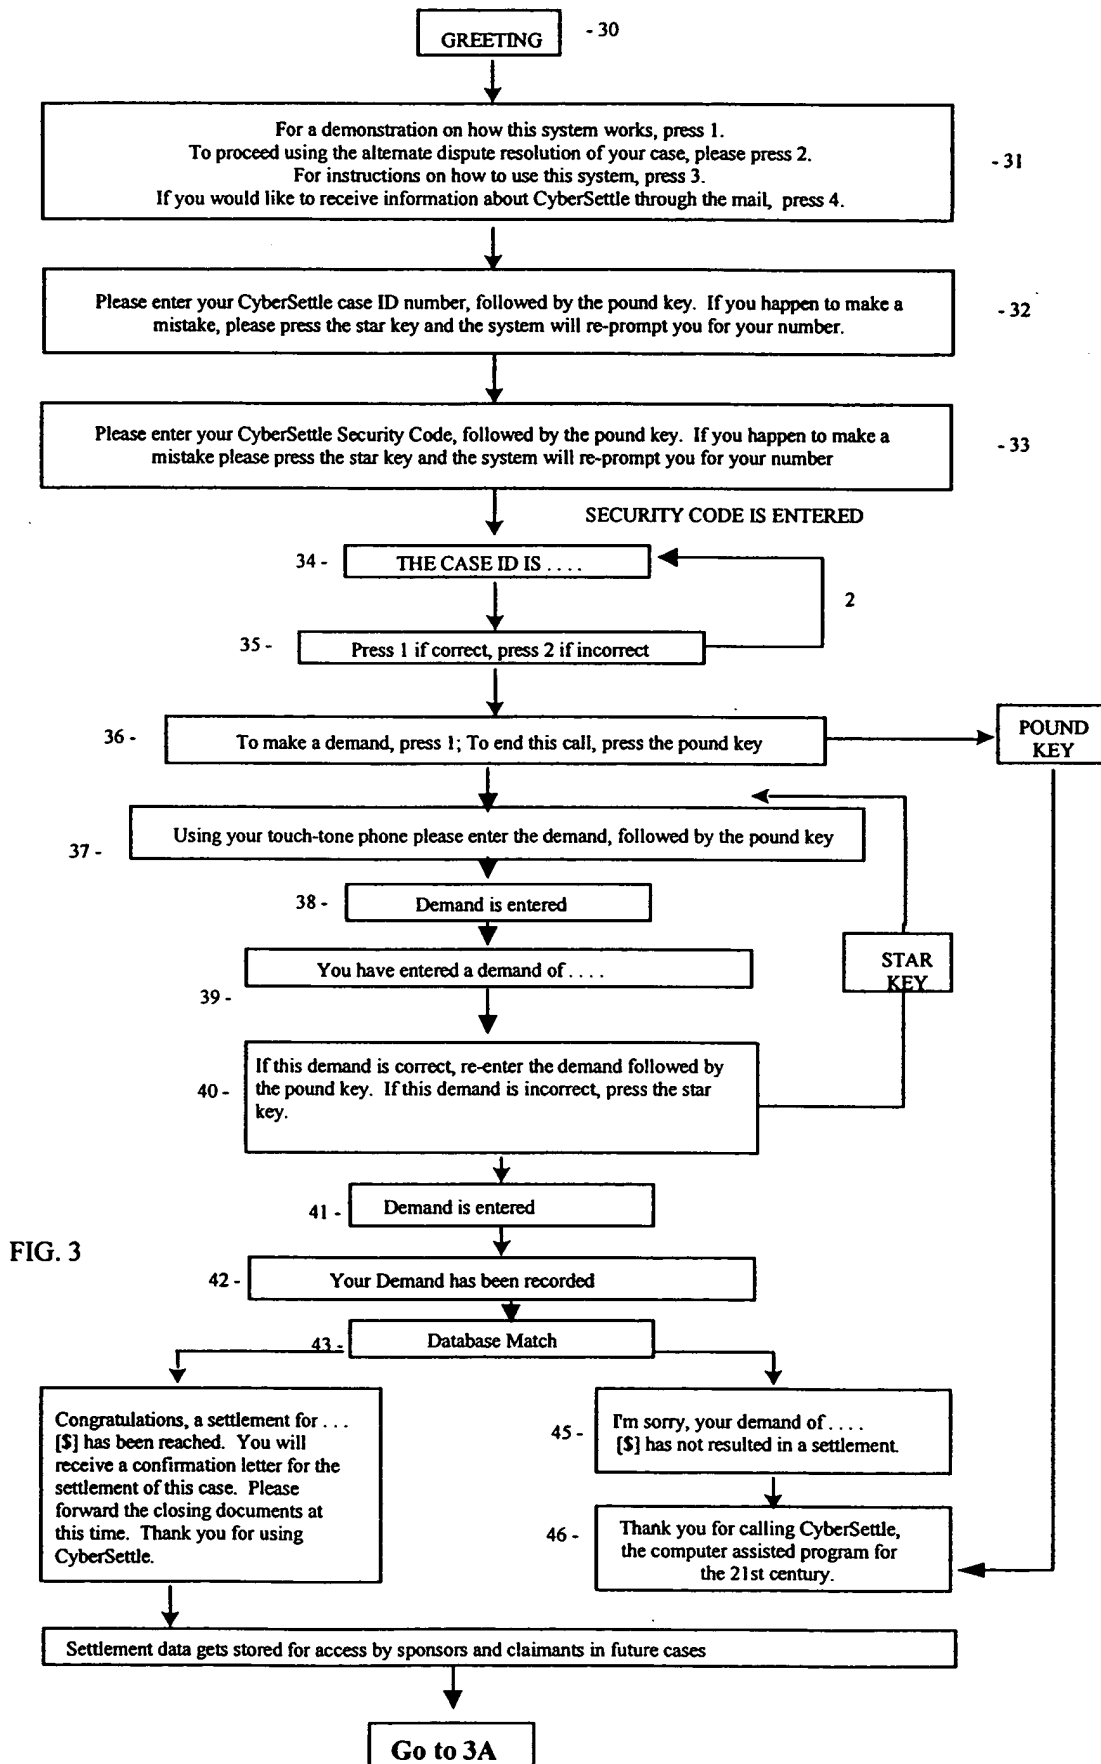 GREETING
- 30
For a demonstration on how this system works, press 1.
To proceed using the alternate dispute resolution of your case, please press 2.
For instructions on how to use this system, press 3.
If you would like to receive information about CyberSettle through the mail, press 4.
- 31
Please enter your CyberSettle case ID number, followed by the pound key. If you happen to make a
mistake, please press the star key and the system will re-prompt you for your number.
- 32
Please enter your CyberSettle Security Code, followed by the pound key. If you happen to make a
mistake please press the star key and the system will re-prompt you for your number
- 33
SECURITY CODE IS ENTERED
34 -
THE CASE ID IS . . . .
2
35 -
Press 1 if correct, press 2 if incorrect
36 -
To make a demand, press 1; To end this call, press the pound key
POUND
KEY
Using your touch-tone phone please enter the demand, followed by the pound key
37 -
38 -
Demand is entered
You have entered a demand of . . . .
39 -
STAR
KEY
If this demand is correct, re-enter the demand followed by
the pound key. If this demand is incorrect, press the star
key.
40 -
41 -
Demand is entered
FIG. 3
42 -
Your Demand has been recorded
43 -
Database Match
Congratulations, a settlement for . . .
[$] has been reached. You will
receive a confirmation letter for the
settlement of this case. Please
forward the closing documents at
this time. Thank you for using
CyberSettle.
45 -
I'm sorry, your demand of . . . .
[$] has not resulted in a settlement.
46 -
Thank you for calling CyberSettle,
the computer assisted program for
the 21st century.
Settlement data gets stored for access by sponsors and claimants in future cases
Go to 3A